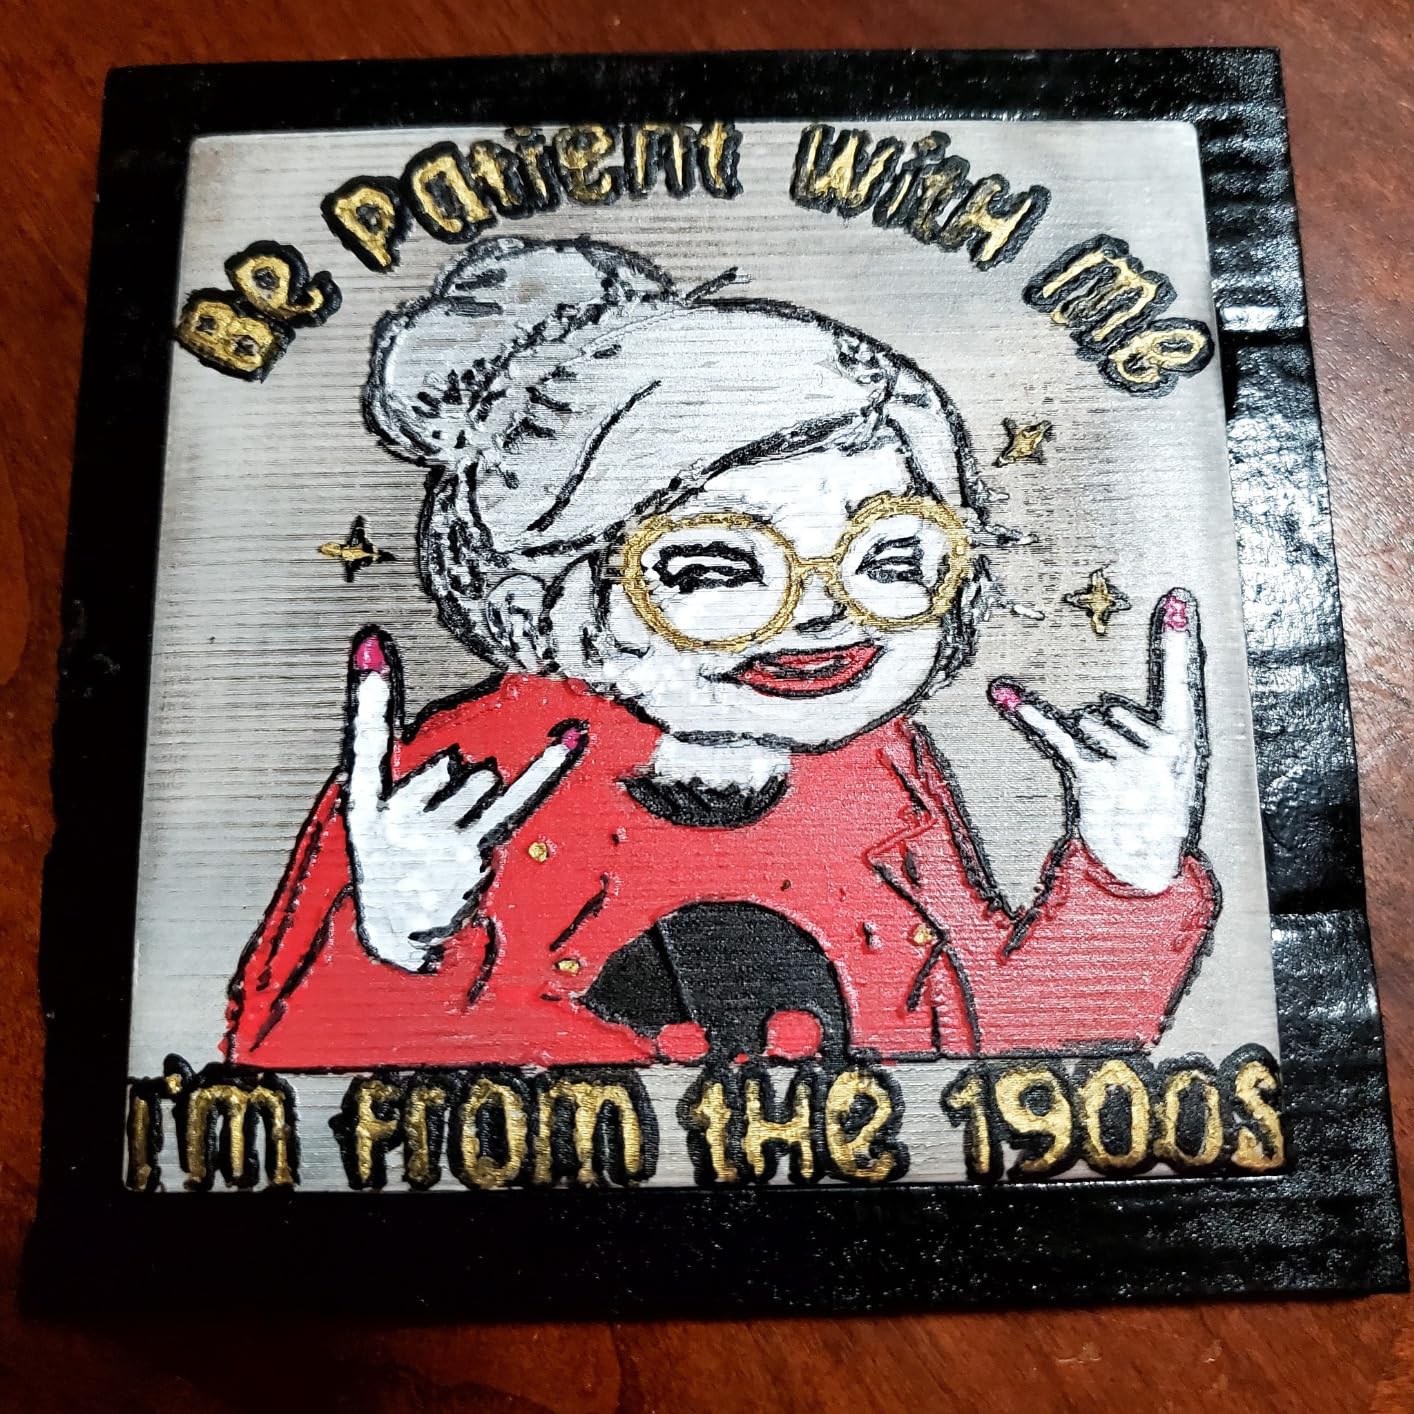 Be Patient With Me
I'm From The 1900s